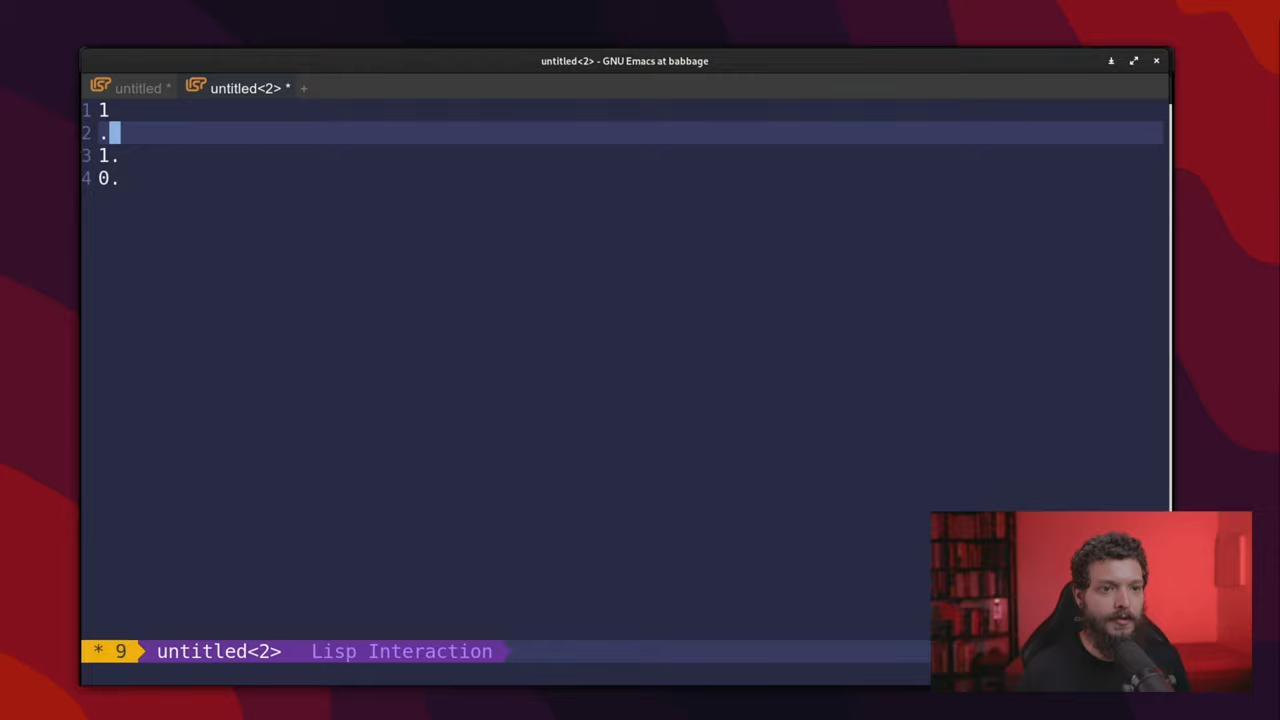 untitled<2> - GNU Emacs at babbage
untitled * untitled<2> * +
1 1
2 .
3 1.
4 0.
* 9 untitled<2> Lisp Interaction